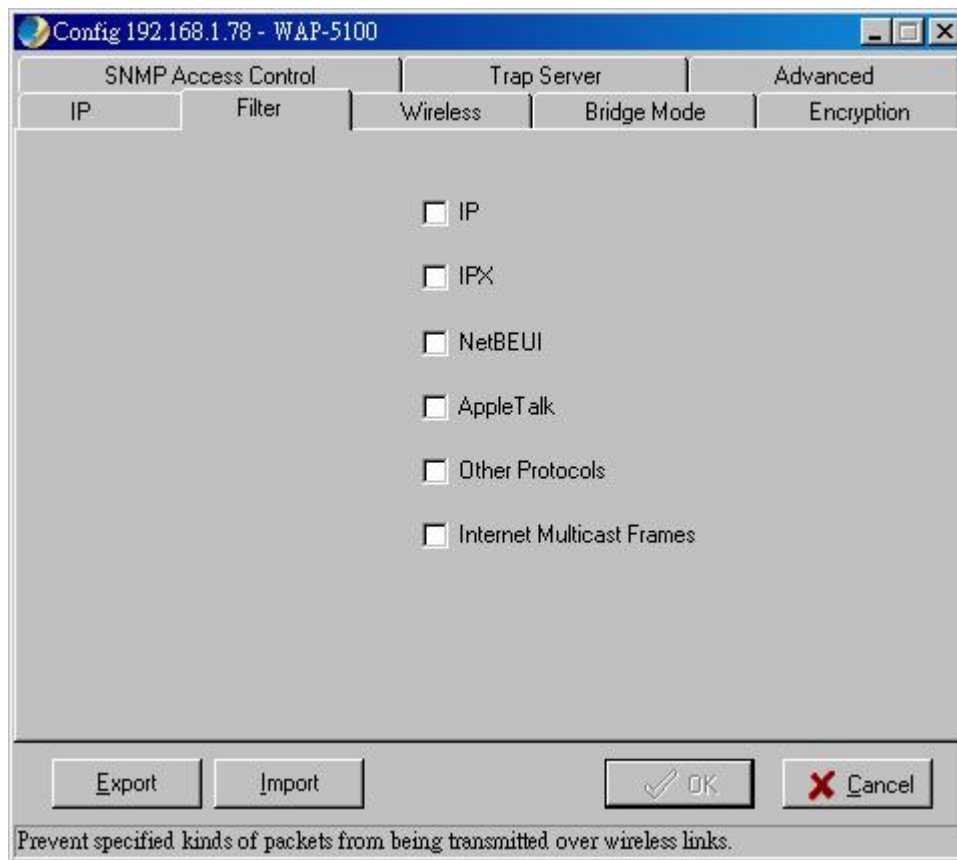 Config 192.168.1.78 - WAP-5100
SNMP Access Control Trap Server Advanced
IP Filter Wireless Bridge Mode Encryption
IP
IPX
NetBEUI
AppleTalk
Other Protocols
Internet Multicast Frames
Export Import OK Cancel
Prevent specified kinds of packets from being transmitted over wireless links.